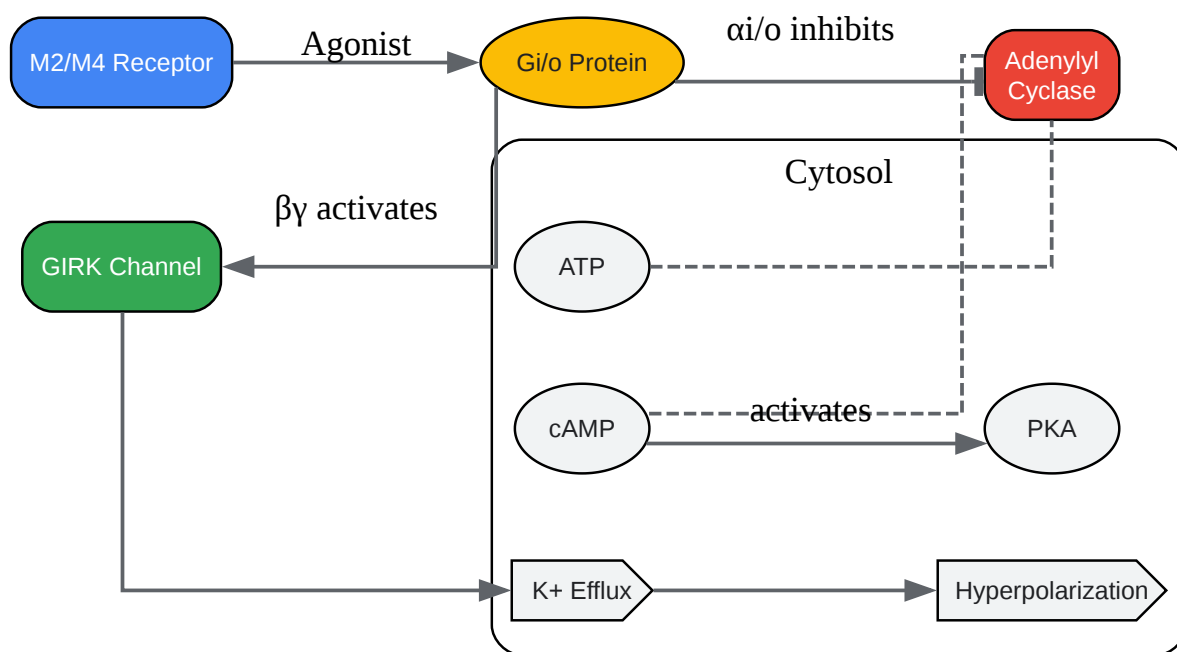 M2/M4 Receptor
Agonist
Gi/o Protein
αi/o inhibits
Adenylyl
Cyclase
Cytosol
βγ activates
GIRK Channel
ATP
cAMP
activates
PKA
K+ Efflux
Hyperpolarization